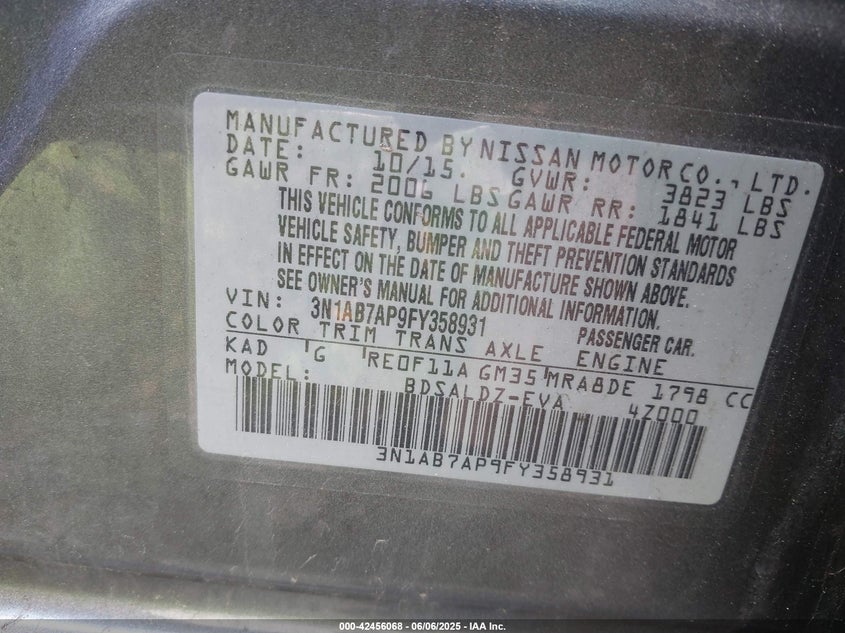 MANUFACTURED BY NISSAN MOTOR CO., LTD.
DATE: 10/15. GVWR: 3823 LBS
GAWR FR: 2006 LBS GAWR RR: 1841 LBS
THIS VEHICLE CONFORMS TO ALL APPLICABLE FEDERAL MOTOR
VEHICLE SAFETY, BUMPER AND THEFT PREVENTION STANDARDS
IN EFFECT ON THE DATE OF MANUFACTURE SHOWN ABOVE.
SEE OWNER'S MANUAL FOR ADDITIONAL INFORMATION.
VIN: 3N1AB7AP9FY358931 PASSENGER CAR.
COLOR TRIM TRANS AXLE ENGINE
KAD G RE0F11A GM35 MRA8DE 1798 CC
MODEL: BDSALDZ-EVA 4Z000
3N1AB7AP9FY358931
000-42456068 - 06/06/2025 - IAA Inc.